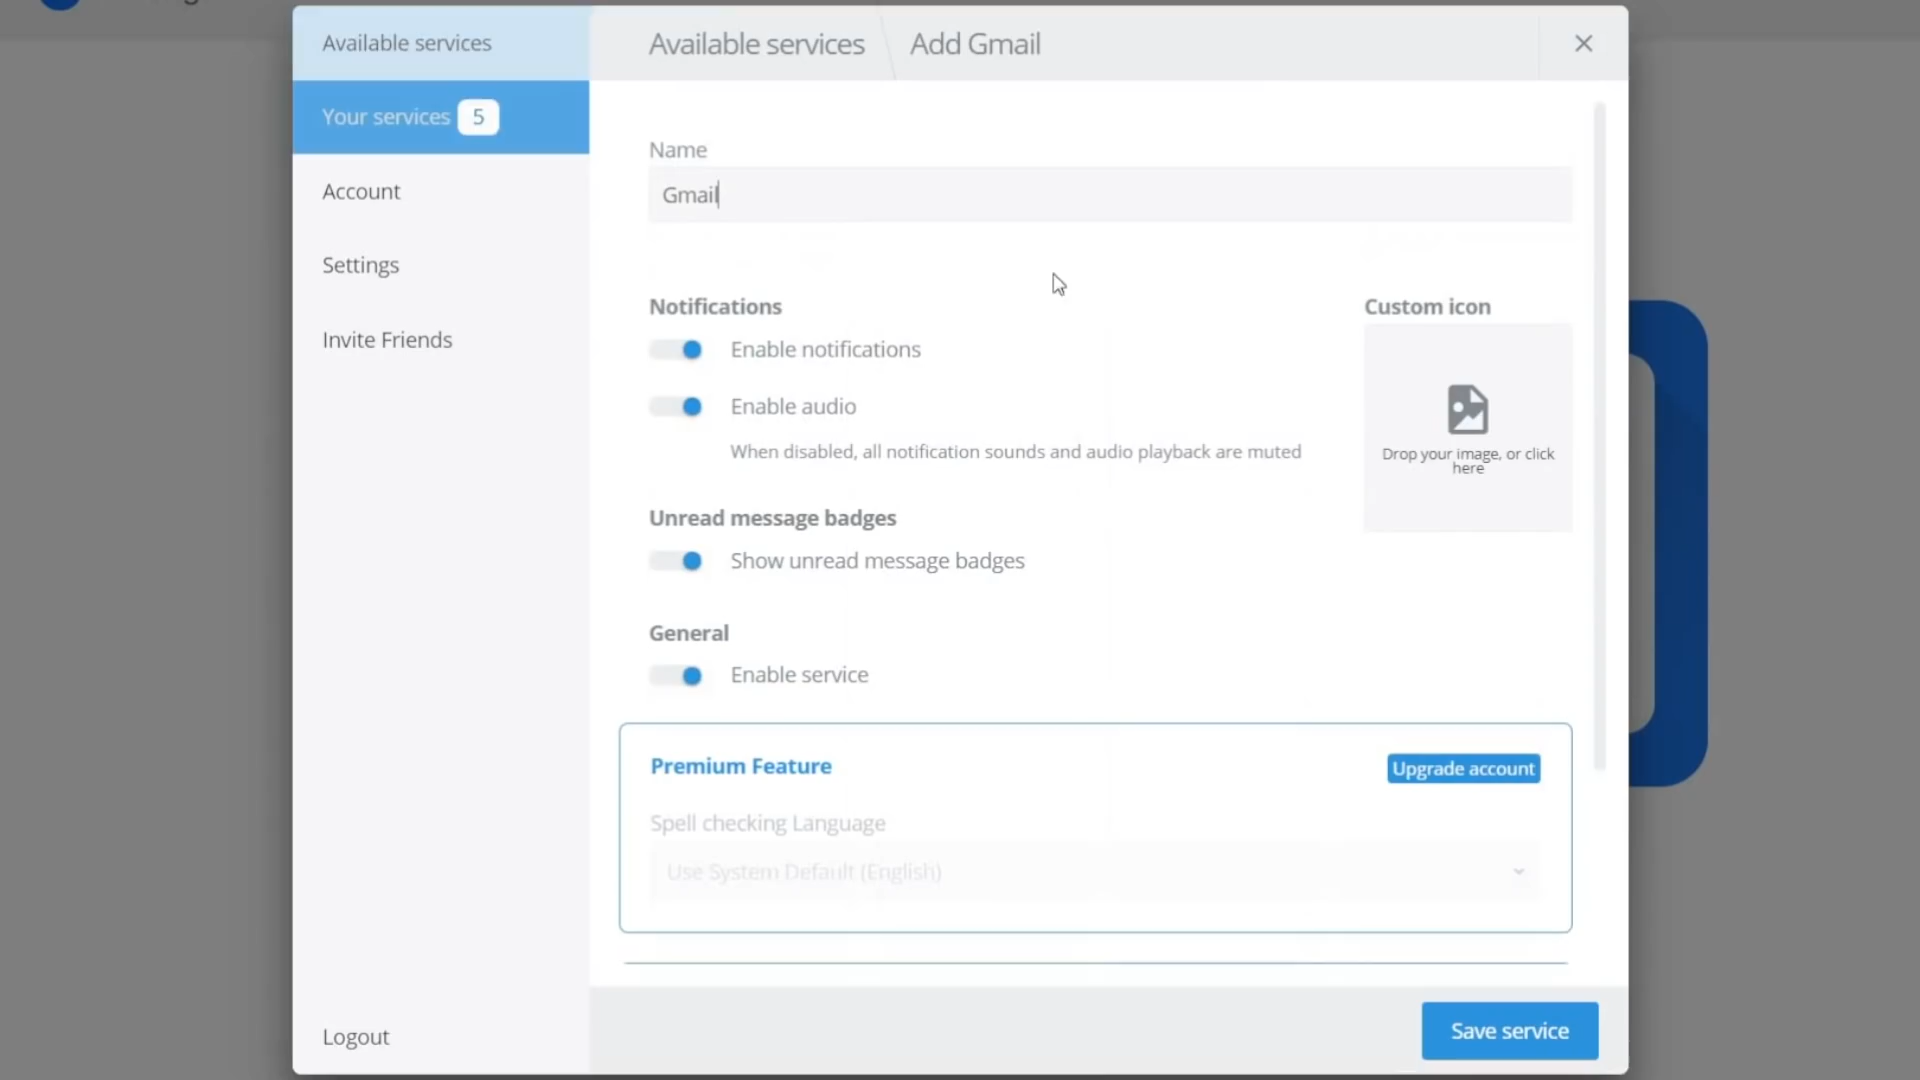 Available services
Your services 5
Account
Settings
Invite Friends
Logout
Available services
Add Gmail
Name
Gmail
Notifications
Enable notifications
Enable audio
When disabled, all notification sounds and audio playback are muted
Custom icon
Drop your image, or click
here
Unread message badges
Show unread message badges
General
Enable service
Premium Feature
Upgrade account
Spell checking Language
Use System Default (English)
Save service